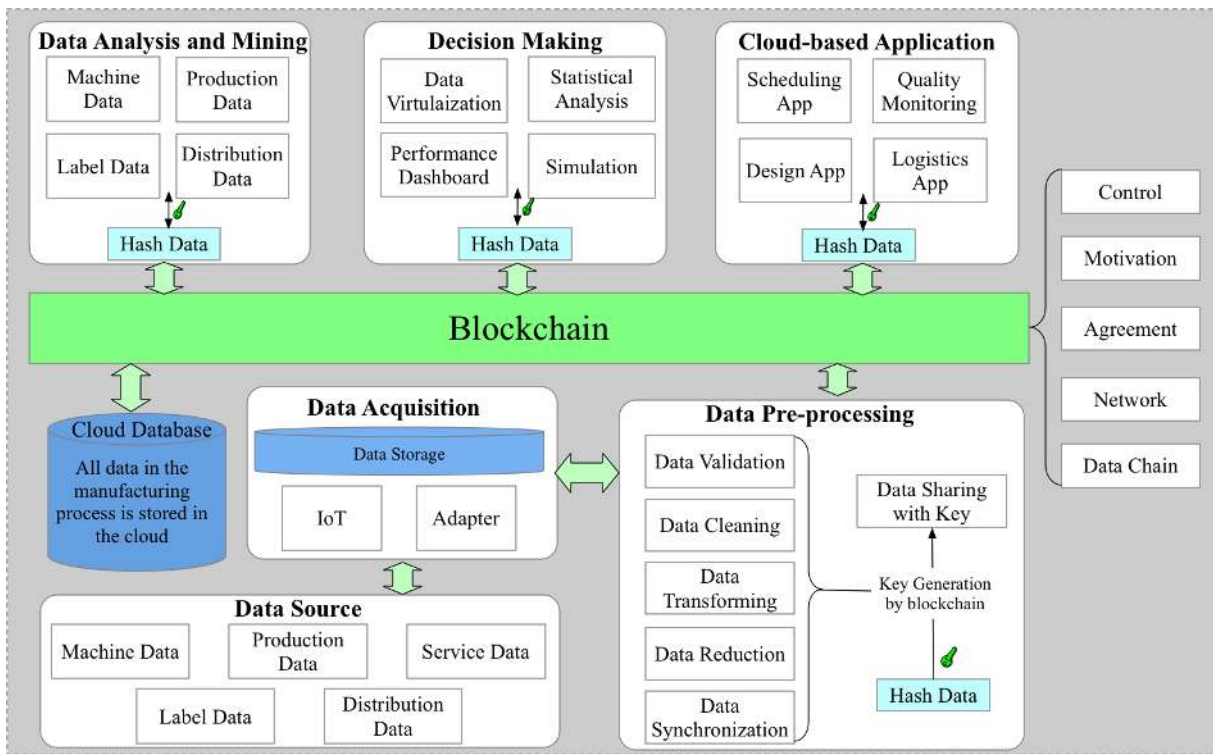 Data Analysis and Mining
Machine
Data
Production
Data
Label Data
Distribution
Data
Hash Data
Decision Making
Data
Virtulaization
Statistical
Analysis
Performance
Dashboard
Simulation
Hash Data
Cloud-based Application
Scheduling
App
Quality
Monitoring
Design App
Logistics
App
Hash Data
Control
Motivation
Agreement
Network
Data Chain
Blockchain
Cloud Database
All data in the
manufacturing
process is stored in
the cloud
Data Acquisition
Data Storage
IoT
Adapter
Data Source
Machine Data
Production
Data
Service Data
Label Data
Distribution
Data
Data Pre-processing
Data Validation
Data Cleaning
Data
Transforming
Data Reduction
Data
Synchronization
Data Sharing
with Key
Key Generation
by blockchain
Hash Data